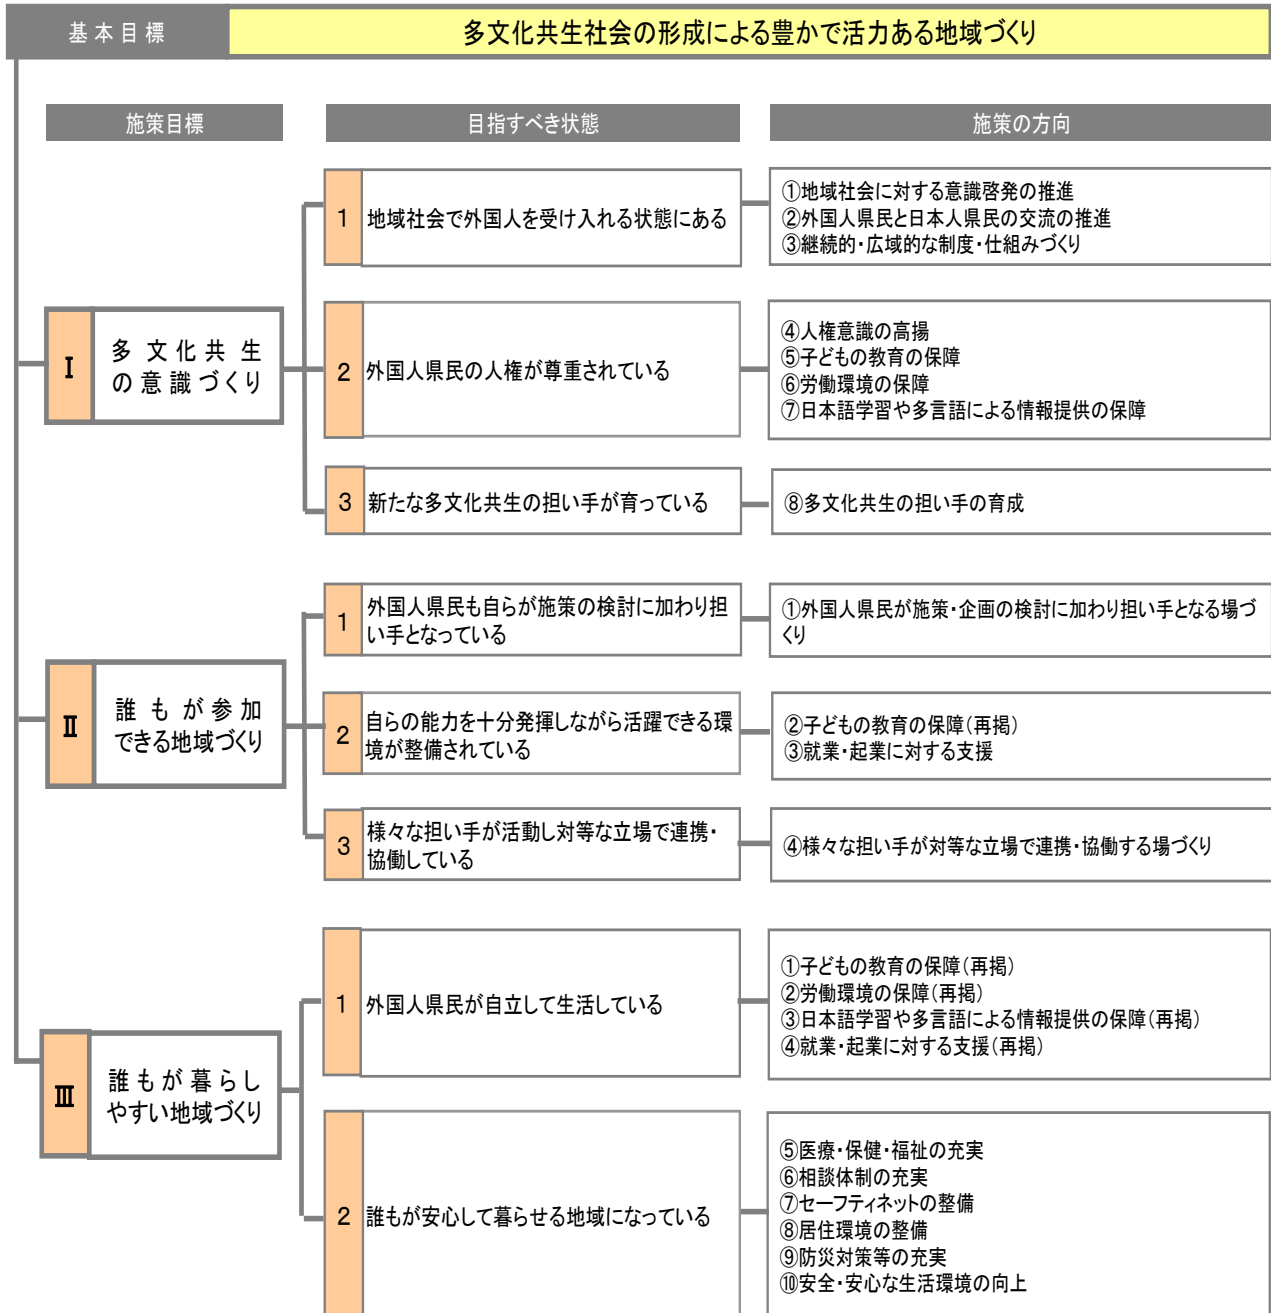 基本目標
多文化共生社会の形成による豊かで活力ある地域づくり
施策目標
目指すべき状態
施策の方向
Ⅰ
多文化共生
の意識づくり
1
地域社会で外国人を受け入れる状態にある
①地域社会に対する意識啓発の推進
②外国人県民と日本人県民の交流の推進
③継続的・広域的な制度・仕組みづくり
2
外国人県民の人権が尊重されている
④人権意識の高揚
⑤子どもの教育の保障
⑥労働環境の保障
⑦日本語学習や多言語による情報提供の保障
3
新たな多文化共生の担い手が育っている
⑧多文化共生の担い手の育成
Ⅱ
誰もが参加
できる地域づくり
1
外国人県民も自らが施策の検討に加わり担
い手となっている
①外国人県民が施策・企画の検討に加わり担い手となる場づ
くり
2
自らの能力を十分発揮しながら活躍できる環
境が整備されている
②子どもの教育の保障(再掲)
③就業・起業に対する支援
3
様々な担い手が活動し対等な立場で連携・
協働している
④様々な担い手が対等な立場で連携・協働する場づくり
Ⅲ
誰もが暮らし
やすい地域づくり
1
外国人県民が自立して生活している
①子どもの教育の保障(再掲)
②労働環境の保障(再掲)
③日本語学習や多言語による情報提供の保障(再掲)
④就業・起業に対する支援(再掲)
2
誰もが安心して暮らせる地域になっている
⑤医療・保健・福祉の充実
⑥相談体制の充実
⑦セーフティネットの整備
⑧居住環境の整備
⑨防災対策等の充実
⑩安全・安心な生活環境の向上